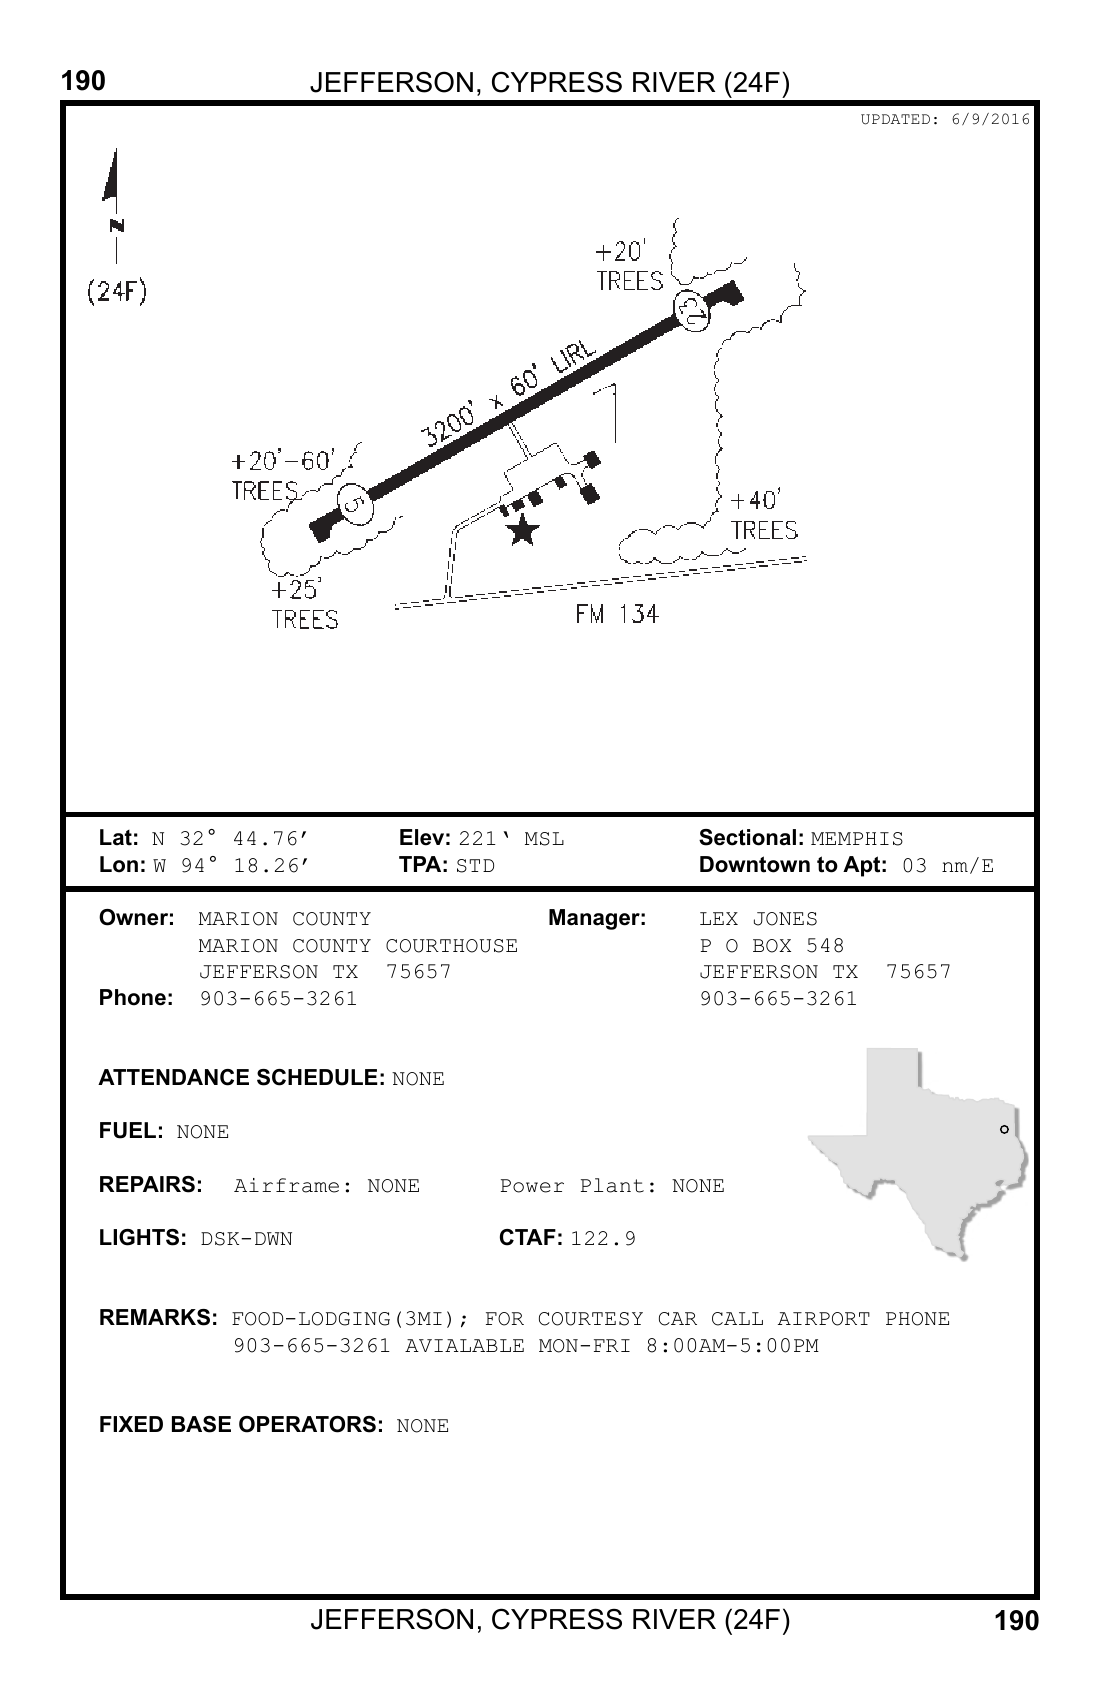 190 JEFFERSON, CYPRESS RIVER (24F)
UPDATED: 6/9/2016
N
(24F)
+20'
TREES
23
3200' x 60' LIRL
+20'-60'
TREES
5
+40'
TREES
+25'
TREES
FM 134
Lat: N 32° 44.76′ Elev: 221‘ MSL Sectional: MEMPHIS
Lon: W 94° 18.26′ TPA: STD Downtown to Apt: 03 nm/E
Owner: MARION COUNTY Manager: LEX JONES
MARION COUNTY COURTHOUSE P O BOX 548
JEFFERSON TX 75657 JEFFERSON TX 75657
Phone: 903-665-3261 903-665-3261
ATTENDANCE SCHEDULE: NONE
FUEL: NONE
REPAIRS: Airframe: NONE Power Plant: NONE
LIGHTS: DSK-DWN CTAF: 122.9
REMARKS: FOOD-LODGING(3MI); FOR COURTESY CAR CALL AIRPORT PHONE
903-665-3261 AVIALABLE MON-FRI 8:00AM-5:00PM
FIXED BASE OPERATORS: NONE
JEFFERSON, CYPRESS RIVER (24F) 190